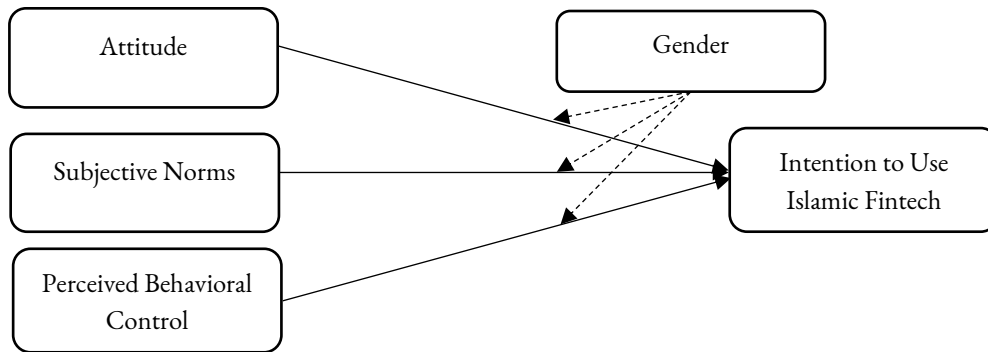 Attitude
Gender
Subjective Norms
Intention to Use
Islamic Fintech
Perceived Behavioral
Control